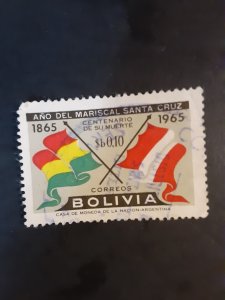 AÑO DEL MARISCAL SANTA CRUZ
1865 CENTENARIO 1965
DE SU MUERTE
$b 0.10
CORREOS
BOLIVIA
CASA DE MONEDA DE LA NACION ARGENTINA